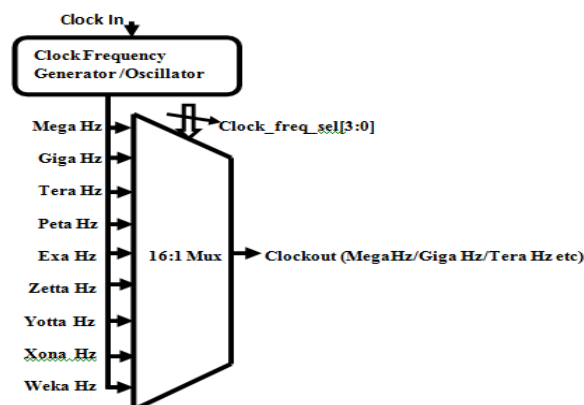 Clock In
Clock Frequency
Generator /Oscillator
Clock_freq_sel[3:0]
Mega Hz
Giga Hz
Tera Hz
Peta Hz
Exa Hz
16:1 Mux
Clockout (MegaHz/Giga Hz/Tera Hz etc)
Zetta Hz
Yotta Hz
Xona Hz
Weka Hz